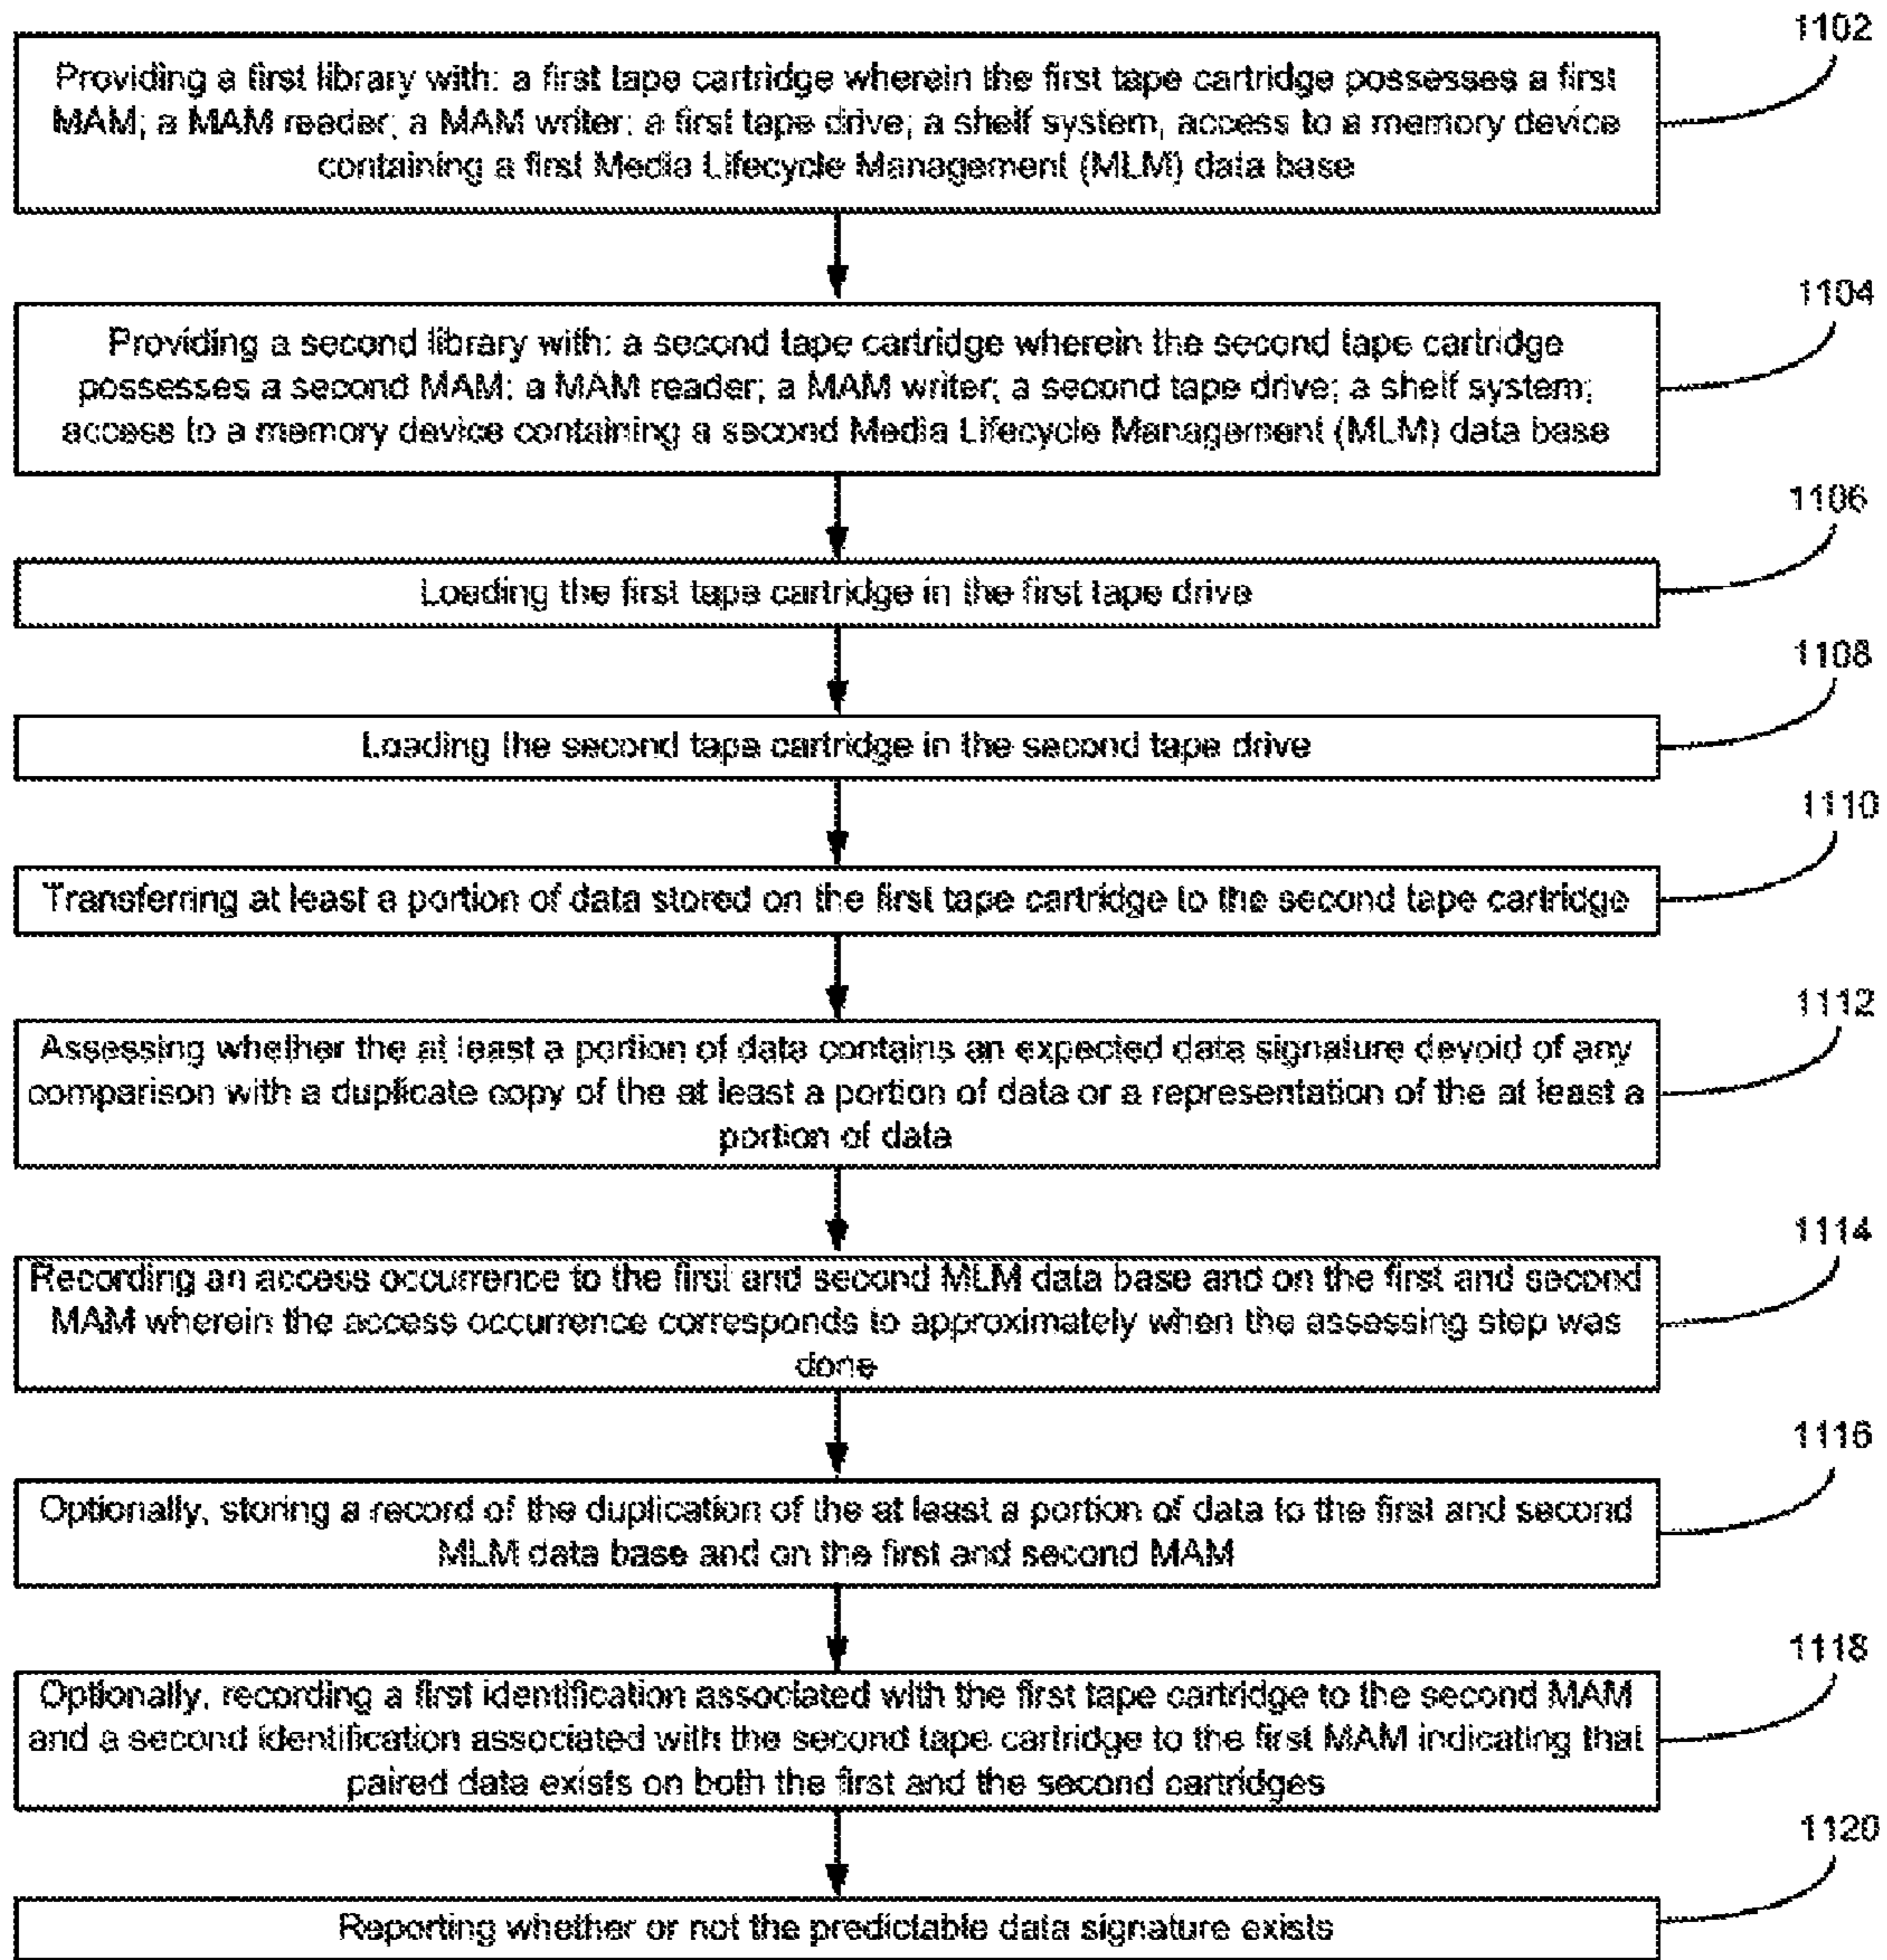 1102
Providing a first library with: a first tape cartridge wherein the first tape cartridge possesses a first
MAM; a MAM reader; a MAM writer; a first tape drive; a shelf system, access to a memory device
containing a first Media Lifecycle Management (MLM) data base
1104
Providing a second library with: a second tape cartridge wherein the second tape cartridge
possesses a second MAM: a MAM reader; a MAM writer; a second tape drive; a shelf system;
access to a memory device containing a second Media Lifecycle Management (MLM) data base
1106
Loading the first tape cartridge in the first tape drive
1108
Loading the second tape cartridge in the second tape drive
1110
Transferring at least a portion of data stored on the first tape cartridge to the second tape cartridge
1112
Assessing whether the at least a portion of data contains an expected data signature devoid of any
comparison with a duplicate copy of the at least a portion of data or a representation of the at least a
portion of data
1114
Recording an access occurrence to the first and second MLM data base and on the first and second
MAM wherein the access occurrence corresponds to approximately when the assessing step was
done
1116
Optionally, storing a record of the duplication of the at least a portion of data to the first and second
MLM data base and on the first and second MAM
1118
Optionally, recording a first identification associated with the first tape cartridge to the second MAM
and a second identification associated with the second tape cartridge to the first MAM indicating that
paired data exists on both the first and the second cartridges
1120
Reporting whether or not the predictable data signature exists